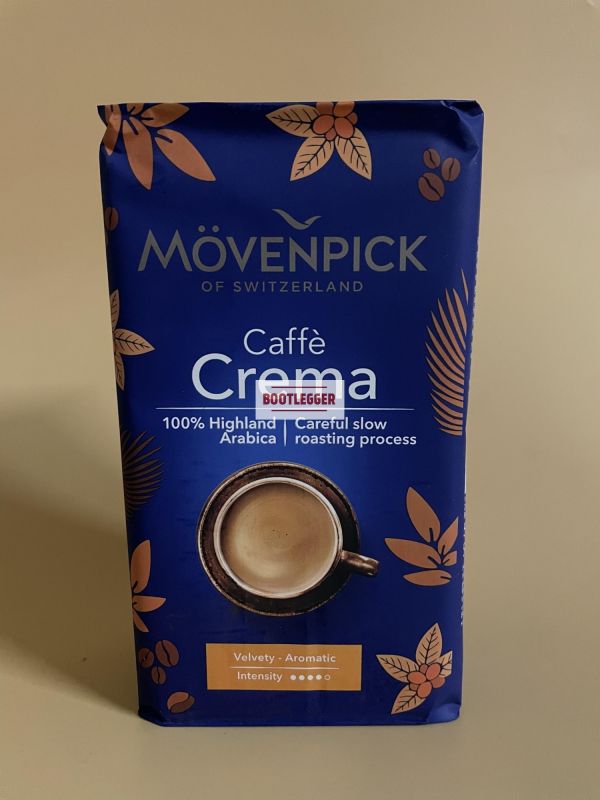 MÖVENPICK
OF SWITZERLAND
Caffè
Crema
BOOTLEGGER
100% Highland Arabica
Careful slow roasting process
Velvety - Aromatic
Intensity